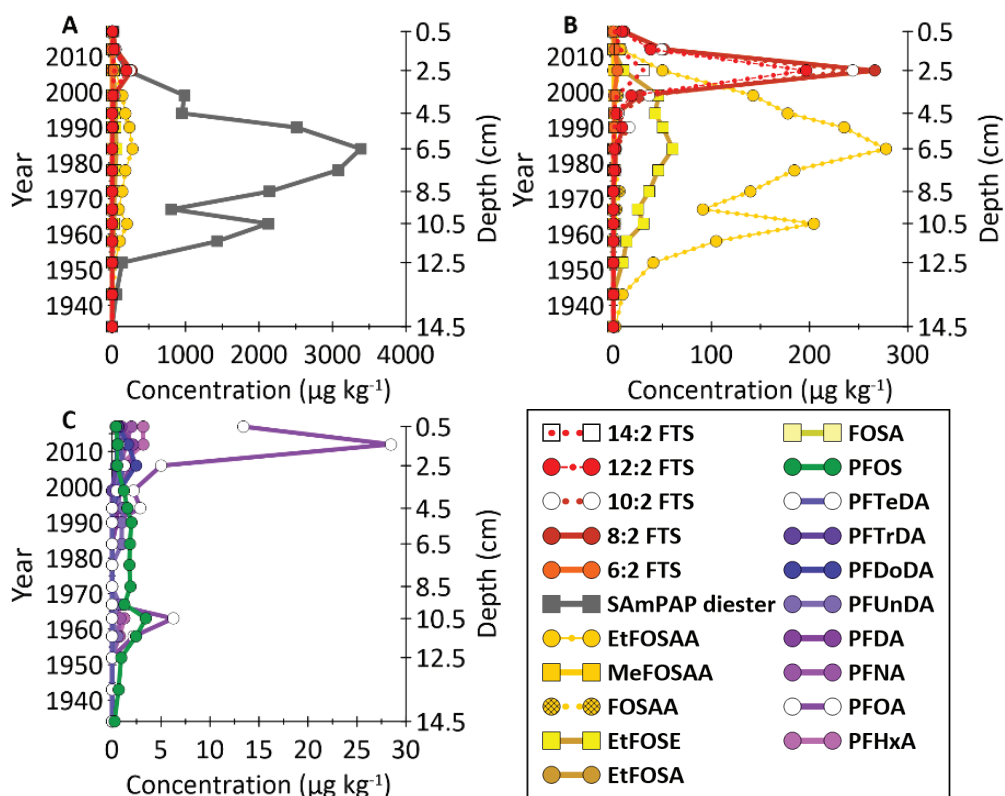 A
Year
2010
2000
1990
1980
1970
1960
1950
1940
0.5
2.5
4.5
6.5
8.5
10.5
12.5
14.5
Depth (cm)
0 1000 2000 3000 4000
Concentration (µg kg⁻¹)
B
Year
2010
2000
1990
1980
1970
1960
1950
1940
0.5
2.5
4.5
6.5
8.5
10.5
12.5
14.5
Depth (cm)
0 100 200 300
Concentration (µg kg⁻¹)
C
Year
2010
2000
1990
1980
1970
1960
1950
1940
0.5
2.5
4.5
6.5
8.5
10.5
12.5
14.5
Depth (cm)
0 5 10 15 20 25 30
Concentration (µg kg⁻¹)
14:2 FTS
12:2 FTS
10:2 FTS
8:2 FTS
6:2 FTS
SAmPAP diester
EtFOSAA
MeFOSAA
FOSAA
EtFOSE
EtFOSA
FOSA
PFOS
PFTeDA
PFTrDA
PFDoDA
PFUnDA
PFDA
PFNA
PFOA
PFHxA